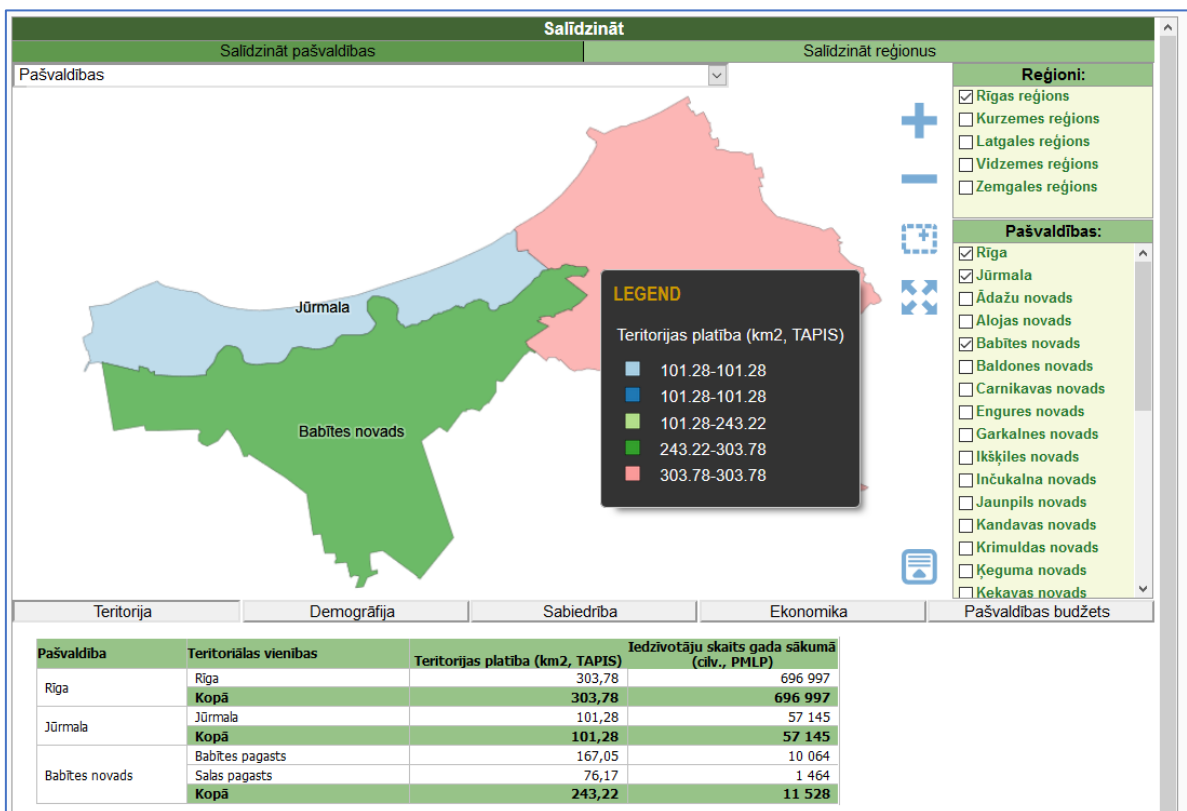 Salīdzināt
Salīdzināt pašvaldības
Salīdzināt reģionus
Pašvaldības
Reģioni:
Rīgas reģions
Kurzemes reģions
Latgales reģions
Vidzemes reģions
Zemgales reģions
Pašvaldības:
Rīga
Jūrmala
Ādažu novads
Alojas novads
Babītes novads
Baldones novads
Carnikavas novads
Engures novads
Garkalnes novads
Ikšķiles novads
Inčukalna novads
Jaunpils novads
Kandavas novads
Krimuldas novads
Ķeguma novads
Ķekavas novads
Jūrmala
Babītes novads
LEGEND
Teritorijas platība (km2, TAPIS)
101.28-101.28
101.28-101.28
101.28-243.22
243.22-303.78
303.78-303.78
Teritorija Demogrāfija Sabiedrība Ekonomika Pašvaldības budžets
Pašvaldība Teritoriālas vienības Teritorijas platība (km2, TAPIS) Iedzīvotāju skaits gada sākumā
(cilv., PMLP)
Rīga Rīga 303,78 696 997
Kopā 303,78 696 997
Jūrmala Jūrmala 101,28 57 145
Kopā 101,28 57 145
Babītes novads Babītes pagasts 167,05 10 064
Salas pagasts 76,17 1 464
Kopā 243,22 11 528